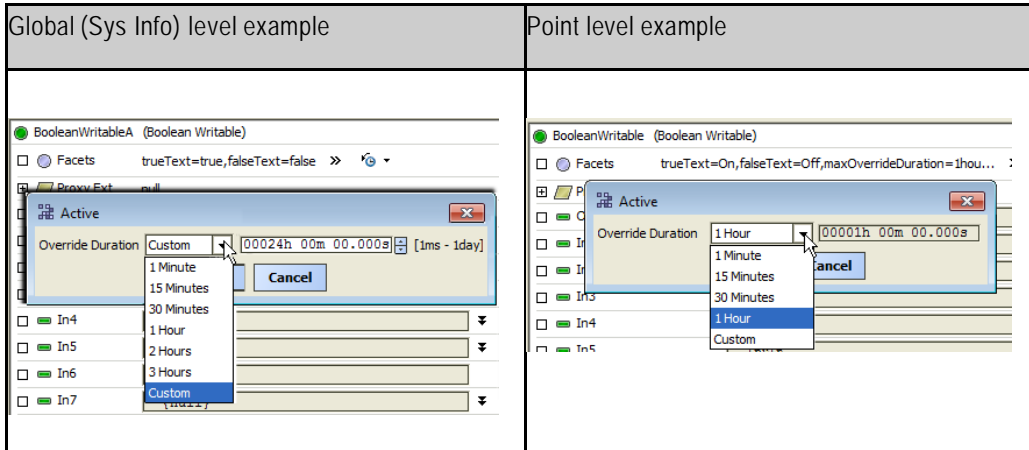 Global (Sys Info) level example
Point level example
BooleanWritableA (Boolean Writable)
Facets trueText=true,falseText=false »
Proxy Ext null
Active
Override Duration Custom 00024h 00m 00.000s [1ms - 1day]
1 Minute
15 Minutes
30 Minutes
1 Hour
2 Hours
3 Hours
Custom
Cancel
In4
In5
In6
In7
BooleanWritable (Boolean Writable)
Facets trueText=On,falseText=Off,maxOverrideDuration=1hou...
Active
Override Duration 1 Hour 00001h 00m 00.000s
1 Minute
15 Minutes
30 Minutes
1 Hour
Custom
Cancel
In3
In4
In5